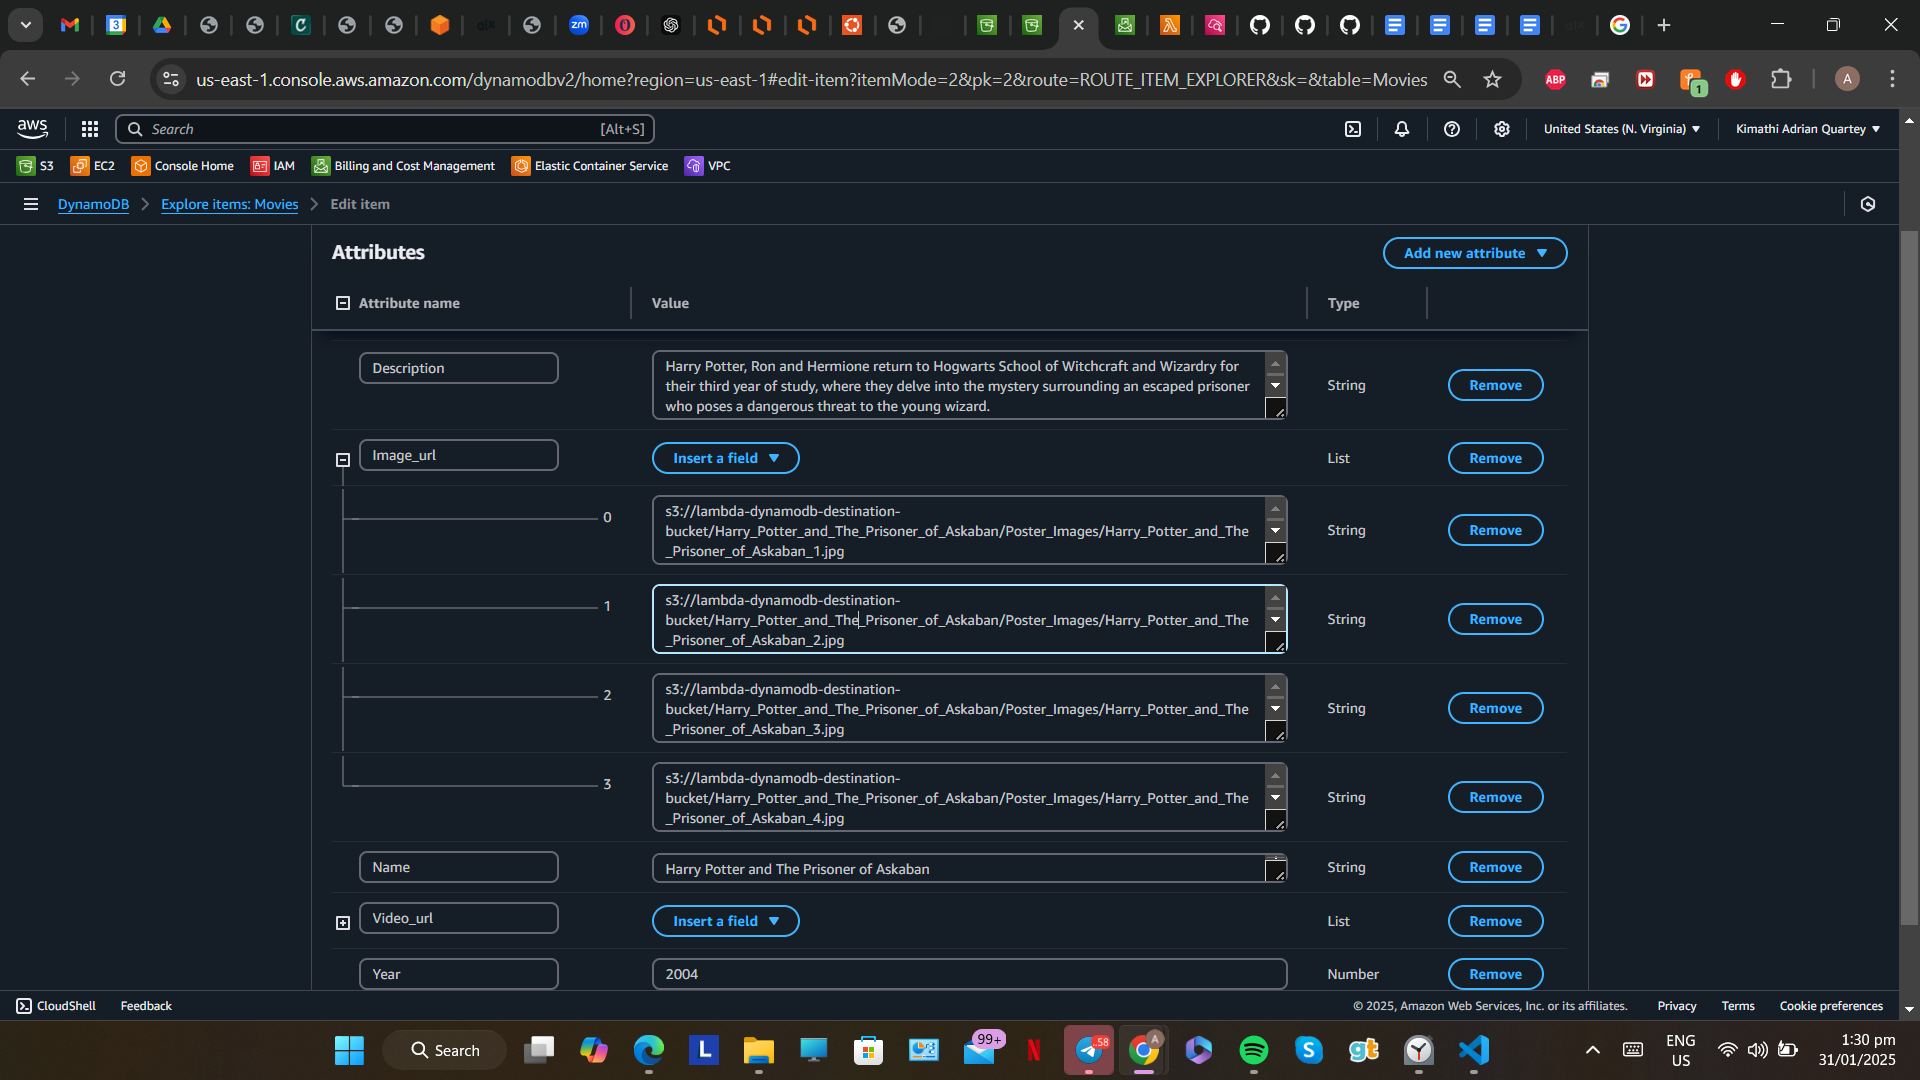 us-east-1.console.aws.amazon.com/dynamodbv2/home?region=us-east-1#edit-item?itemMode=2&pk=2&route=ROUTE_ITEM_EXPLORER&sk=&table=Movies
aws
Search
[Alt+S]
United States (N. Virginia)
Kimathi Adrian Quartey
S3
EC2
Console Home
IAM
Billing and Cost Management
Elastic Container Service
VPC
DynamoDB
Explore items: Movies
Edit item
Attributes
Add new attribute
Attribute name
Value
Type
Description
Harry Potter, Ron and Hermione return to Hogwarts School of Witchcraft and Wizardry for
their third year of study, where they delve into the mystery surrounding an escaped prisoner
who poses a dangerous threat to the young wizard.
String
Remove
Image_url
Insert a field
List
Remove
0
s3://lambda-dynamodb-destination-
bucket/Harry_Potter_and_The_Prisoner_of_Askaban/Poster_Images/Harry_Potter_and_The
_Prisoner_of_Askaban_1.jpg
String
Remove
1
s3://lambda-dynamodb-destination-
bucket/Harry_Potter_and_The_Prisoner_of_Askaban/Poster_Images/Harry_Potter_and_The
_Prisoner_of_Askaban_2.jpg
String
Remove
2
s3://lambda-dynamodb-destination-
bucket/Harry_Potter_and_The_Prisoner_of_Askaban/Poster_Images/Harry_Potter_and_The
_Prisoner_of_Askaban_3.jpg
String
Remove
3
s3://lambda-dynamodb-destination-
bucket/Harry_Potter_and_The_Prisoner_of_Askaban/Poster_Images/Harry_Potter_and_The
_Prisoner_of_Askaban_4.jpg
String
Remove
Name
Harry Potter and The Prisoner of Askaban
String
Remove
Video_url
Insert a field
List
Remove
Year
2004
Number
Remove
CloudShell
Feedback
© 2025, Amazon Web Services, Inc. or its affiliates.
Privacy
Terms
Cookie preferences
Search
99+
ENG
US
1:30 pm
31/01/2025